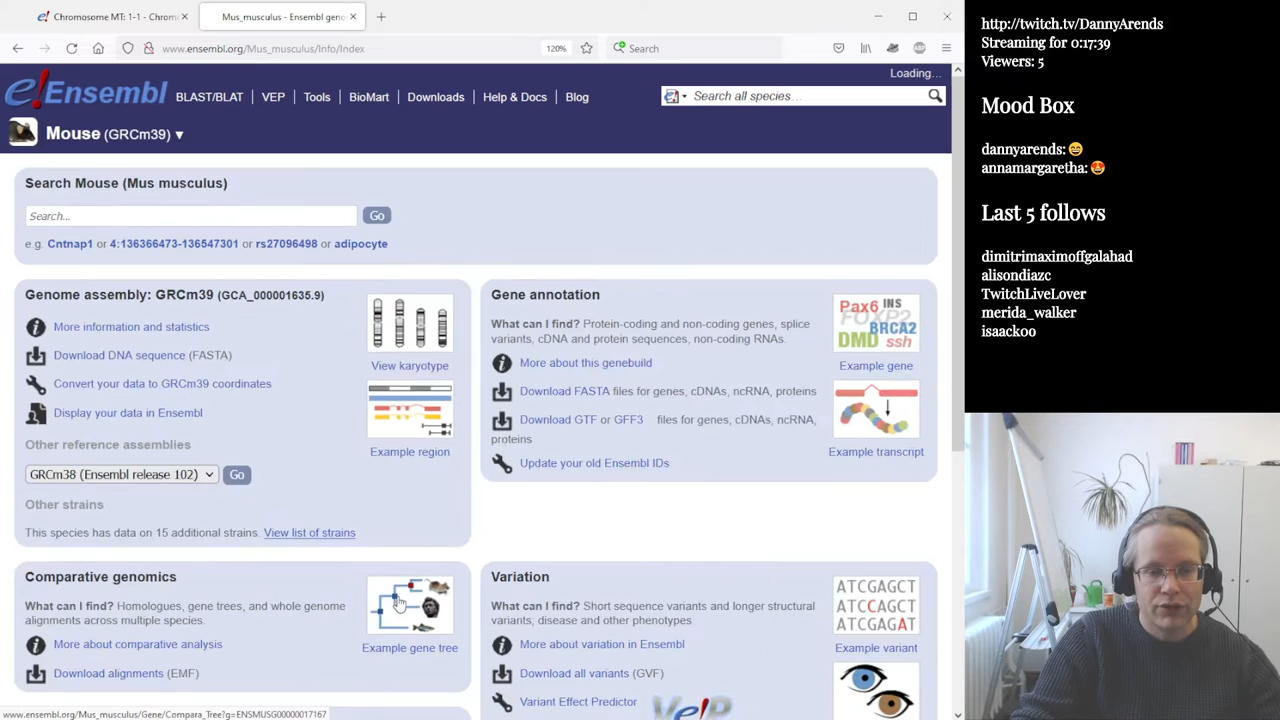 Chromosome MT: 1-1 - Chromo
Mus_musculus - Ensembl geno
www.ensembl.org/Mus_musculus/Info/Index
120%
Search
Loading…
e!Ensembl
BLAST/BLAT | VEP | Tools | BioMart | Downloads | Help & Docs | Blog
Search all species…
Mouse (GRCm39) ▼
Search Mouse (Mus musculus)
Search...
Go
e.g. Cntnap1 or 4:136366473-136547301 or rs27096498 or adipocyte
Genome assembly: GRCm39 (GCA_000001635.9)
More information and statistics
Download DNA sequence (FASTA)
Convert your data to GRCm39 coordinates
Display your data in Ensembl
Other reference assemblies
GRCm38 (Ensembl release 102)
Go
Other strains
This species has data on 15 additional strains. View list of strains
View karyotype
Example region
Gene annotation
What can I find? Protein-coding and non-coding genes, splice
variants, cDNA and protein sequences, non-coding RNAs.
More about this genebuild
Download FASTA files for genes, cDNAs, ncRNA, proteins
Download GTF or GFF3 files for genes, cDNAs, ncRNA,
proteins
Update your old Ensembl IDs
Pax6 INS
FOXP2
BRCA2
DMD ssh
Example gene
Example transcript
Comparative genomics
What can I find? Homologues, gene trees, and whole genome
alignments across multiple species.
More about comparative analysis
Download alignments (EMF)
Example gene tree
Variation
What can I find? Short sequence variants and longer structural
variants; disease and other phenotypes
More about variation in Ensembl
Download all variants (GVF)
Variant Effect Predictor
Ve!P
ATCGAGCT
ATCCAGCT
ATCGAGAT
Example variant
www.ensembl.org/Mus_musculus/Gene/Compara_Tree?g=ENSMUSG00000017167
http://twitch.tv/DannyArends
Streaming for 0:17:39
Viewers: 5
Mood Box
dannyarends: 😄
annamargaretha: 😍
Last 5 follows
dimitrimaximoffgalahad
alisondiazc
TwitchLiveLover
merida_walker
isaack00